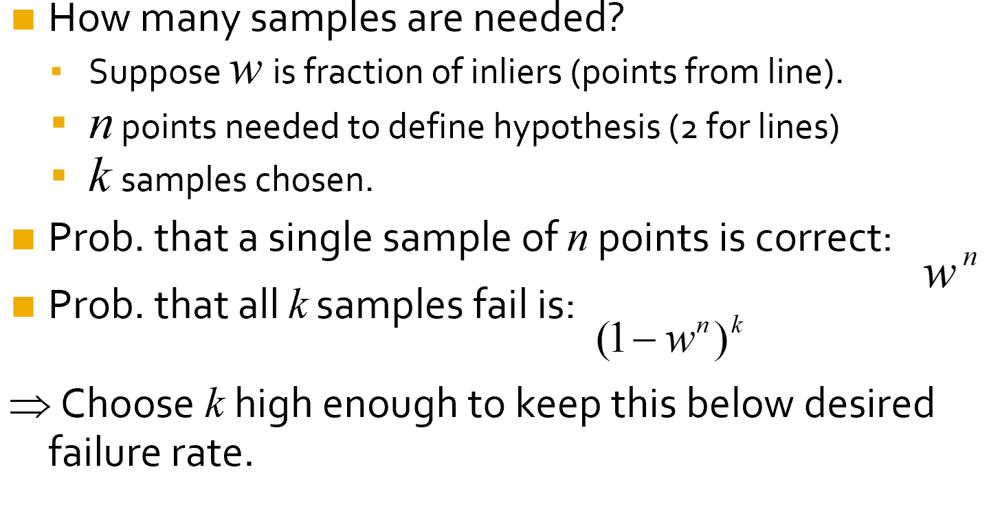 How many samples are needed?
Suppose w is fraction of inliers (points from line).
n points needed to define hypothesis (2 for lines)
k samples chosen.
Prob. that a single sample of n points is correct: wⁿ
Prob. that all k samples fail is: (1 − wⁿ)ᵏ
⇒ Choose k high enough to keep this below desired
failure rate.